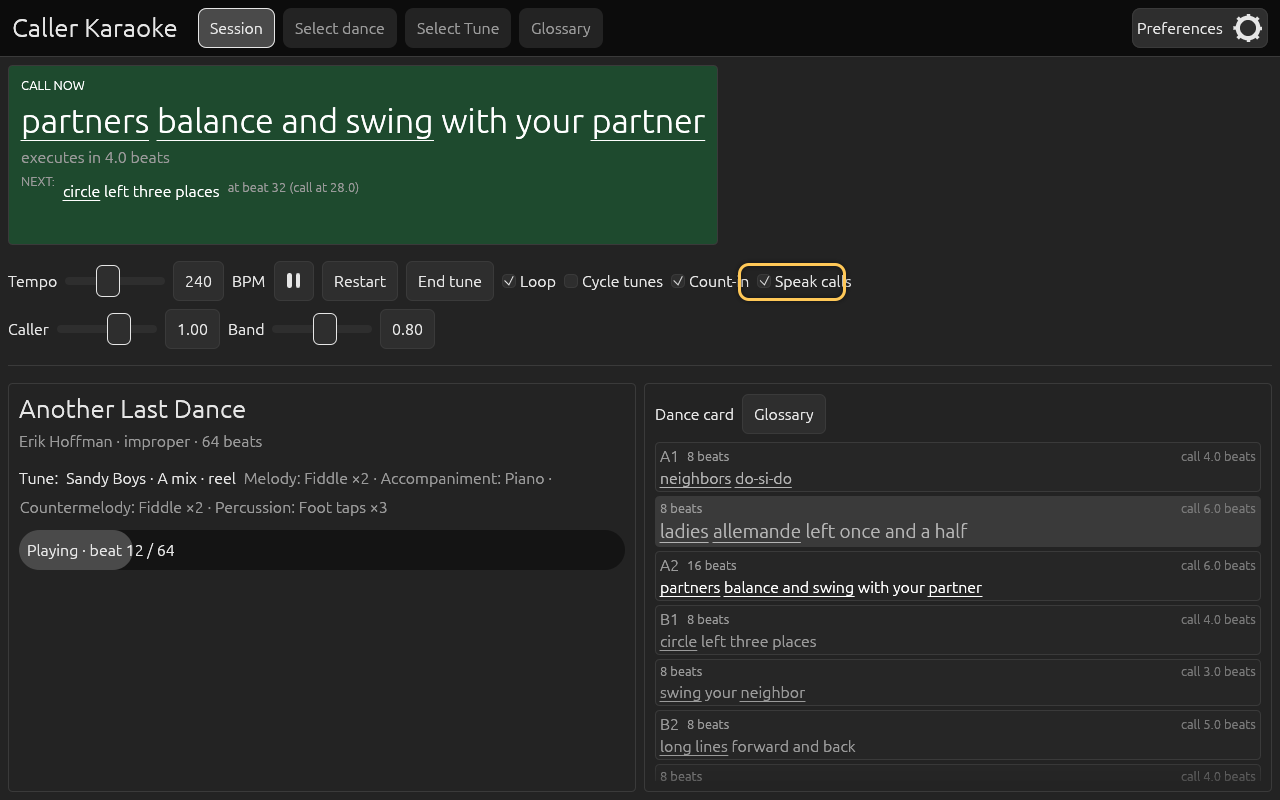 Caller Karaoke Session Select dance Select Tune Glossary Preferences
CALL NOW
partners balance and swing with your partner
executes in 4.0 beats
NEXT: circle left three places at beat 32 (call at 28.0)
Tempo 240 BPM Restart End tune Loop Cycle tunes Count-in Speak calls
Caller 1.00 Band 0.80
Another Last Dance
Erik Hoffman · improper · 64 beats
Tune: Sandy Boys · A mix · reel Melody: Fiddle ×2 · Accompaniment: Piano ·
Countermelody: Fiddle ×2 · Percussion: Foot taps ×3
Playing · beat 12 / 64
Dance card Glossary
A1 8 beats call 4.0 beats
neighbors do-si-do
8 beats call 6.0 beats
ladies allemande left once and a half
A2 16 beats call 6.0 beats
partners balance and swing with your partner
B1 8 beats call 4.0 beats
circle left three places
8 beats call 3.0 beats
swing your neighbor
B2 8 beats call 5.0 beats
long lines forward and back
8 beats call 4.0 beats